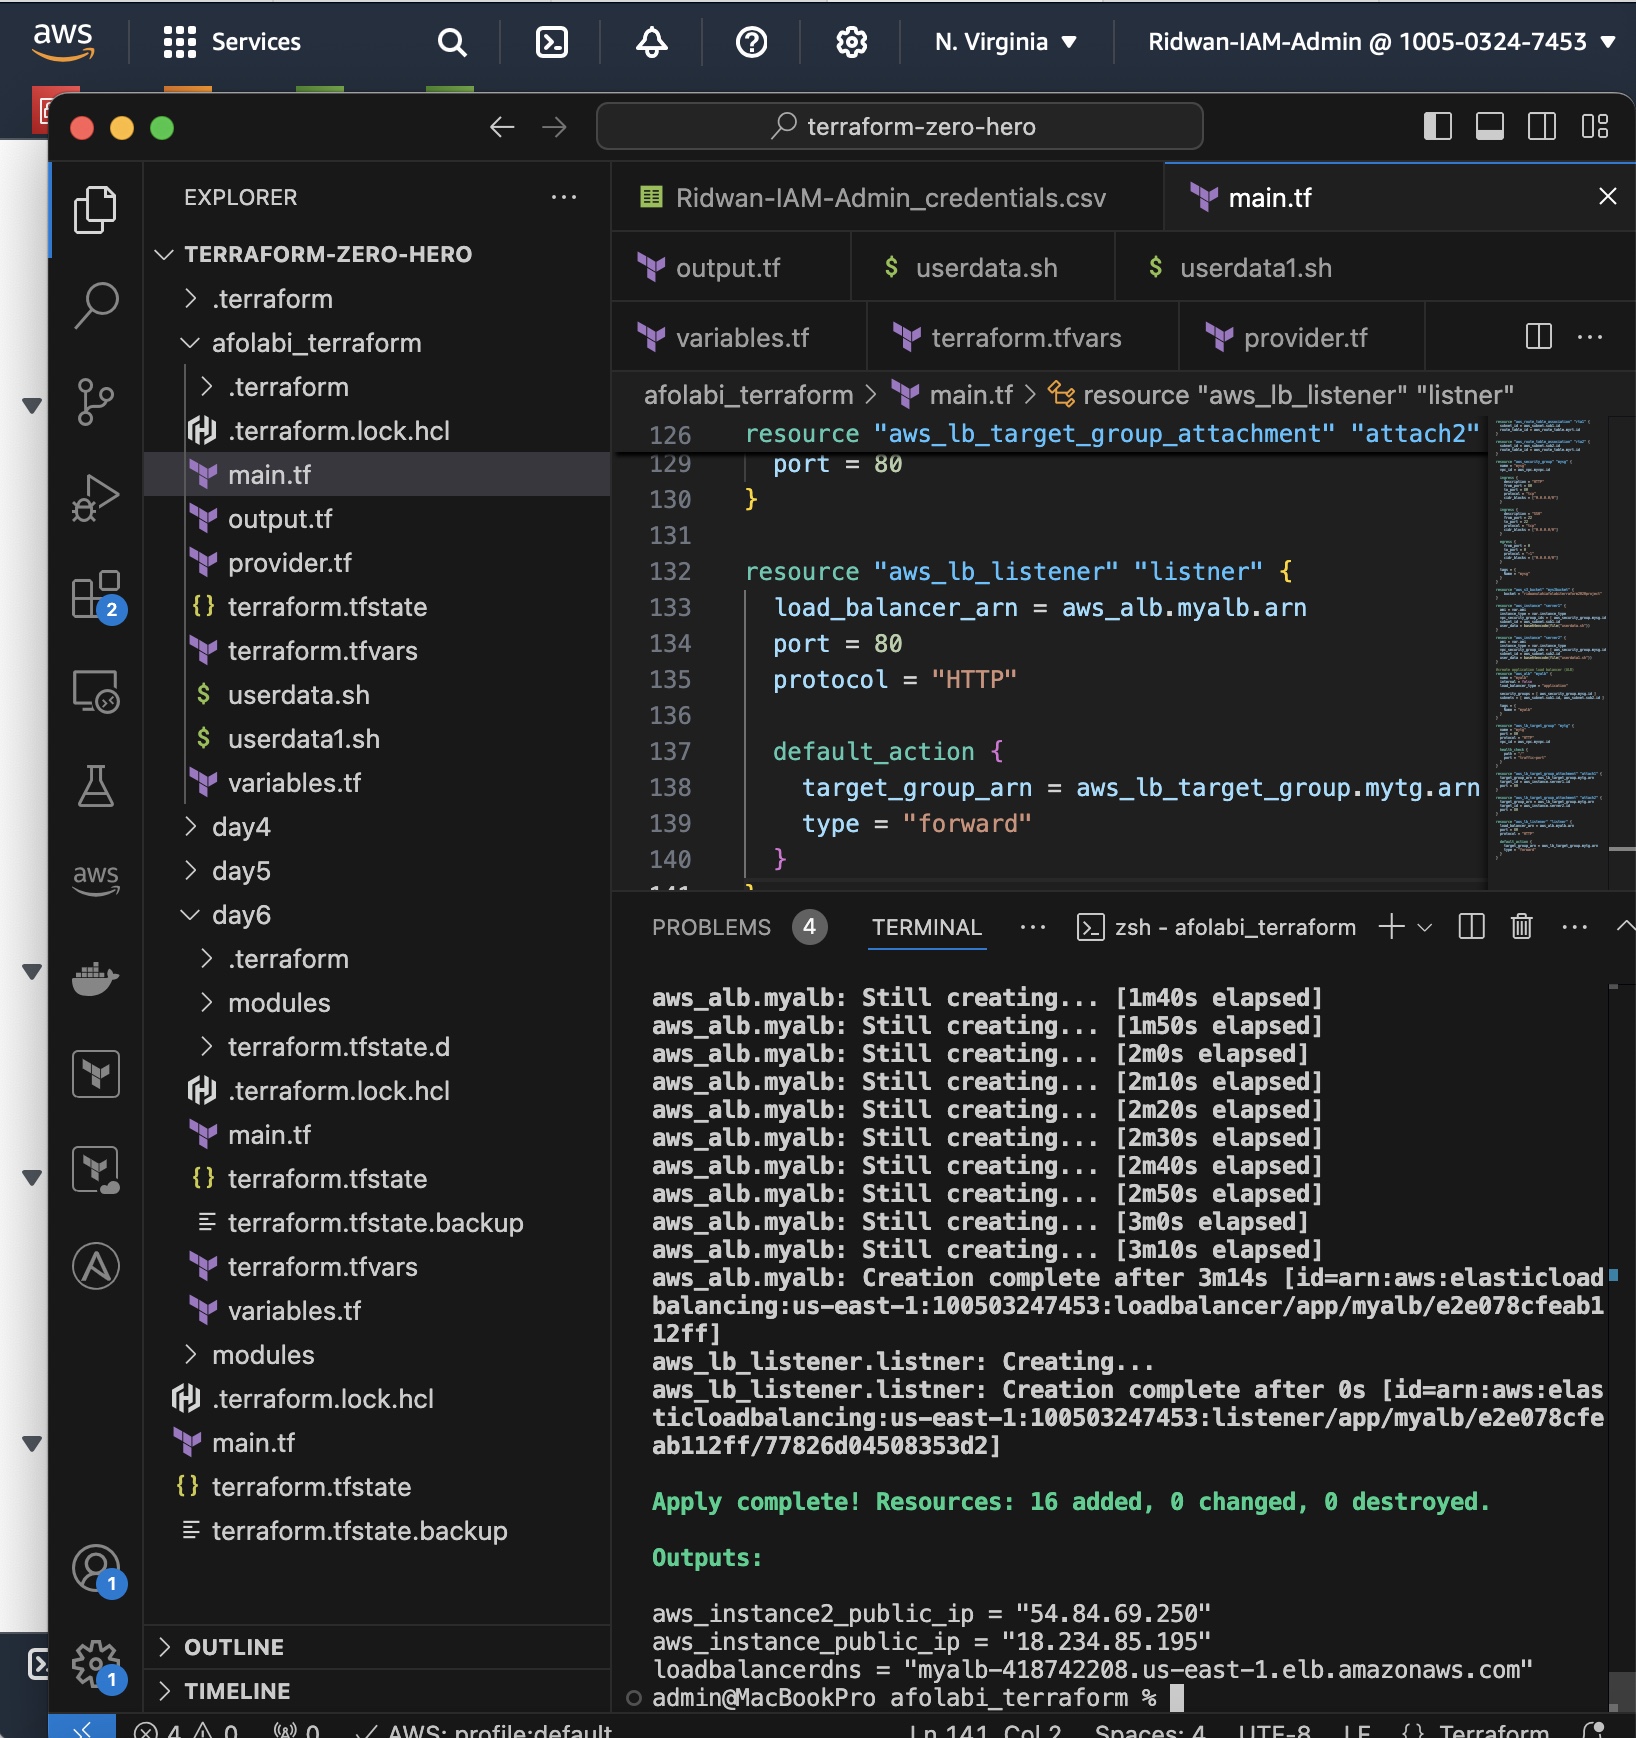 aws
Services
N. Virginia
Ridwan-IAM-Admin @ 1005-0324-7453
terraform-zero-hero
EXPLORER
TERRAFORM-ZERO-HERO
.terraform
afolabi_terraform
.terraform
.terraform.lock.hcl
main.tf
output.tf
provider.tf
{} terraform.tfstate
terraform.tfvars
$ userdata.sh
$ userdata1.sh
variables.tf
day4
day5
day6
.terraform
modules
terraform.tfstate.d
.terraform.lock.hcl
main.tf
{} terraform.tfstate
terraform.tfstate.backup
terraform.tfvars
variables.tf
modules
.terraform.lock.hcl
main.tf
{} terraform.tfstate
terraform.tfstate.backup
OUTLINE
TIMELINE
2
aws
1
1
Ridwan-IAM-Admin_credentials.csv
main.tf
output.tf
$ userdata.sh
$ userdata1.sh
variables.tf
terraform.tfvars
provider.tf
afolabi_terraform > main.tf > resource "aws_lb_listener" "listner"
126 resource "aws_lb_target_group_attachment" "attach2"
129 port = 80
130 }
131
132 resource "aws_lb_listener" "listner" {
133 load_balancer_arn = aws_alb.myalb.arn
134 port = 80
135 protocol = "HTTP"
136
137 default_action {
138 target_group_arn = aws_lb_target_group.mytg.arn
139 type = "forward"
140 }
141 }
PROBLEMS 4 TERMINAL ... zsh - afolabi_terraform
aws_alb.myalb: Still creating... [1m40s elapsed]
aws_alb.myalb: Still creating... [1m50s elapsed]
aws_alb.myalb: Still creating... [2m0s elapsed]
aws_alb.myalb: Still creating... [2m10s elapsed]
aws_alb.myalb: Still creating... [2m20s elapsed]
aws_alb.myalb: Still creating... [2m30s elapsed]
aws_alb.myalb: Still creating... [2m40s elapsed]
aws_alb.myalb: Still creating... [2m50s elapsed]
aws_alb.myalb: Still creating... [3m0s elapsed]
aws_alb.myalb: Still creating... [3m10s elapsed]
aws_alb.myalb: Creation complete after 3m14s [id=arn:aws:elasticload
balancing:us-east-1:100503247453:loadbalancer/app/myalb/e2e078cfeab1
12ff]
aws_lb_listener.listner: Creating...
aws_lb_listener.listner: Creation complete after 0s [id=arn:aws:elas
ticloadbalancing:us-east-1:100503247453:listener/app/myalb/e2e078cfe
ab112ff/77826d04508353d2]
Apply complete! Resources: 16 added, 0 changed, 0 destroyed.
Outputs:
aws_instance2_public_ip = "54.84.69.250"
aws_instance_public_ip = "18.234.85.195"
loadbalancerdns = "myalb-418742208.us-east-1.elb.amazonaws.com"
admin@MacBookPro afolabi_terraform %
4 0 0 AWS: profile:default Ln 141, Col 2 Spaces: 4 UTF-8 LF {} Terraform